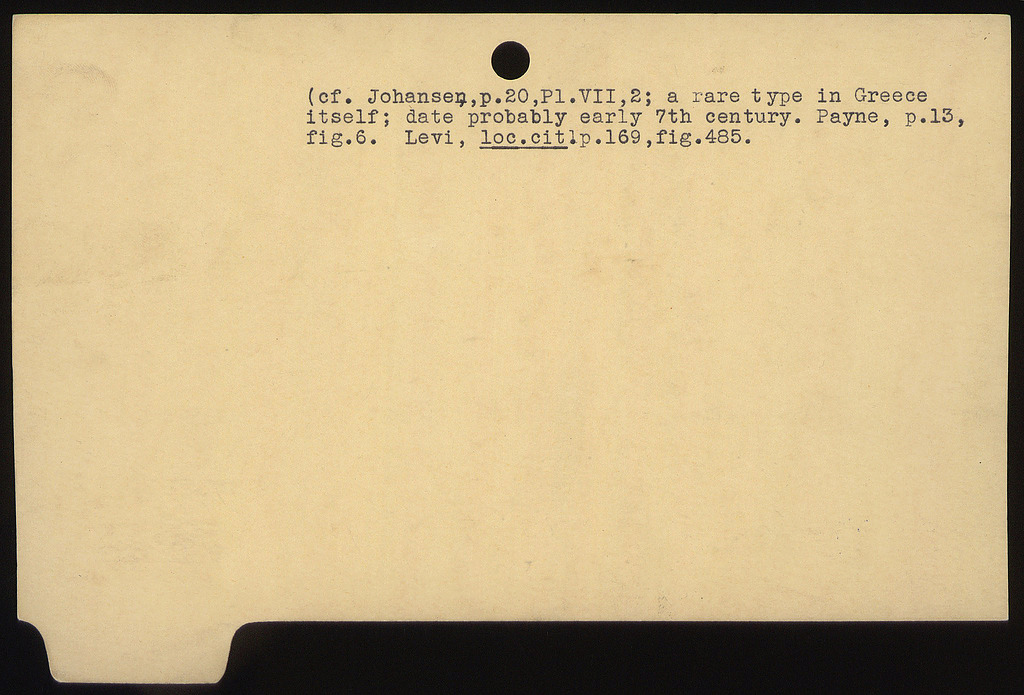 (cf. Johansen,p.20,Pl.VII,2; a rare type in Greece
itself; date probably early 7th century. Payne, p.13,
fig.6. Levi, loc.cit.p.169,fig.485.